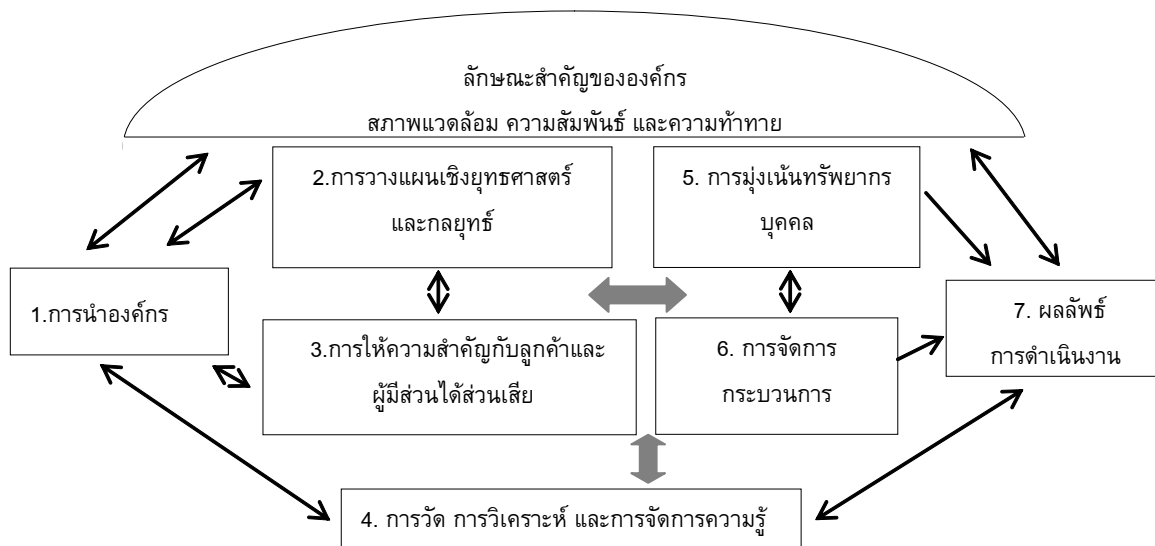 ลักษณะสำคัญขององค์กร
สภาพแวดล้อม ความสัมพันธ์ และความท้าทาย
2.การวางแผนเชิงยุทธศาสตร์
และกลยุทธ์
5. การมุ่งเน้นทรัพยากร
บุคคล
1.การนำองค์กร
3.การให้ความสำคัญกับลูกค้าและ
ผู้มีส่วนได้ส่วนเสีย
6. การจัดการ
กระบวนการ
7. ผลลัพธ์
การดำเนินงาน
4. การวัด การวิเคราะห์ และการจัดการความรู้